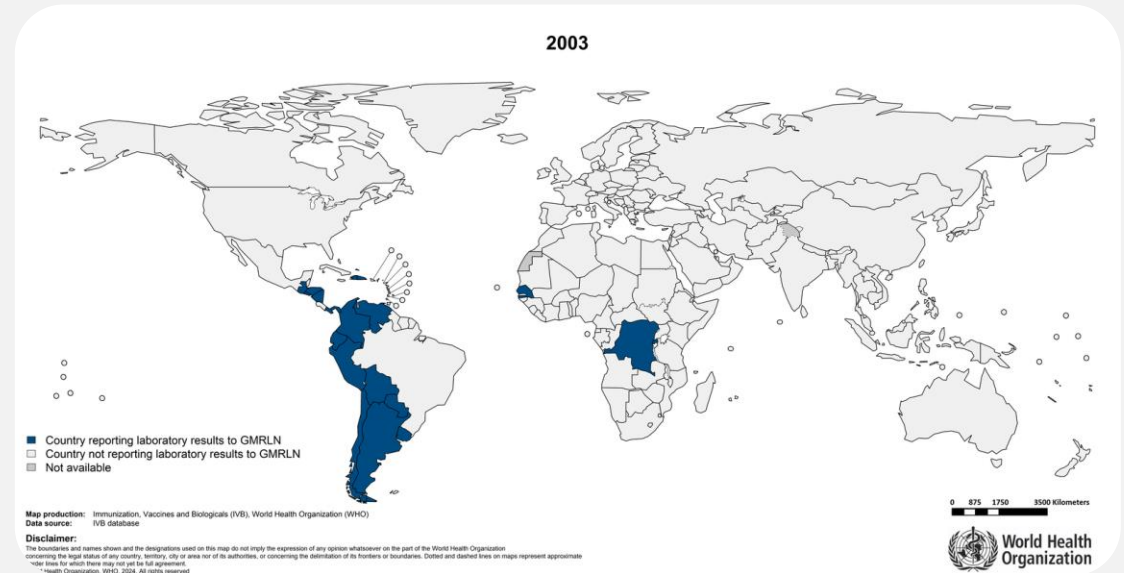 2003
Country reporting laboratory results to GMRLN
Country not reporting laboratory results to GMRLN
Not available
Map production: Immunization, Vaccines and Biologicals (IVB), World Health Organization (WHO)
Data source: IVB database
Disclaimer:
The boundaries and names shown and the designations used on this map do not imply the expression of any opinion whatsoever on the part of the World Health Organization
concerning the legal status of any country, territory, city or area nor of its authorities, or concerning the delimitation of its frontiers or boundaries. Dotted and dashed lines on maps represent approximate
lines for which there may not yet be full agreement.
Health Organization, WHO, 2024. All rights reserved
0 875 1750 3500 Kilometers
World Health
Organization